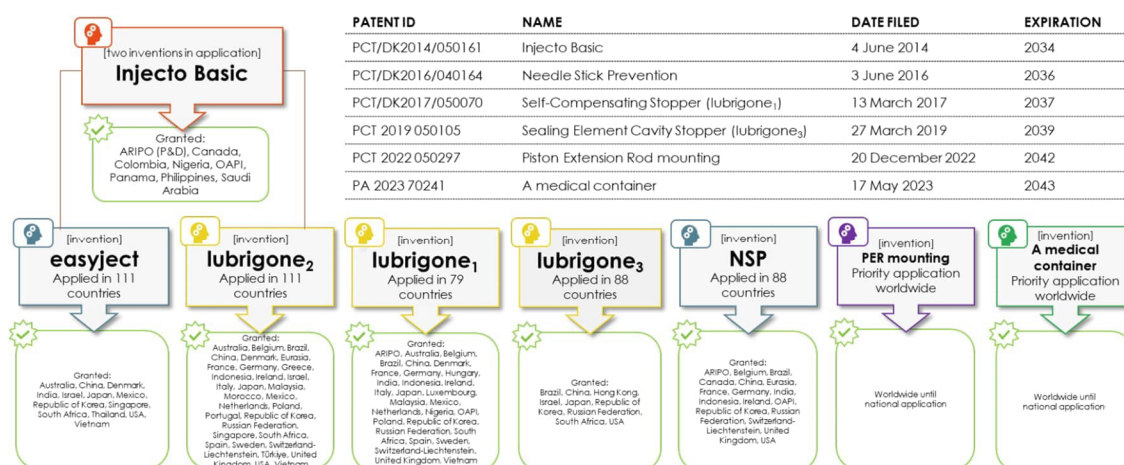 PATENT ID NAME DATE FILED EXPIRATION
PCT/DK2014/050161 Injecto Basic 4 June 2014 2034
PCT/DK2016/040164 Needle Stick Prevention 3 June 2016 2036
PCT/DK2017/050070 Self-Compensating Stopper (lubrigone₁) 13 March 2017 2037
PCT 2019 050105 Sealing Element Cavity Stopper (lubrigone₃) 27 March 2019 2039
PCT 2022 050297 Piston Extension Rod mounting 20 December 2022 2042
PA 2023 70241 A medical container 17 May 2023 2043
[two inventions in application]
Injecto Basic
Granted:
ARIPO (P&D), Canada,
Colombia, Nigeria, OAPI,
Panama, Philippines, Saudi
Arabia
[invention]
easyject
Applied in 111
countries
Granted:
Australia, China, Denmark,
India, Israel, Japan, Mexico,
Republic of Korea, Singapore,
South Africa, Thailand, USA,
Vietnam
[invention]
lubrigone₂
Applied in 111
countries
Granted:
Australia, Belgium, Brazil,
China, Denmark, Eurasia,
France, Germany, Greece,
Indonesia, Ireland, Israel,
Italy, Japan, Malaysia,
Morocco, Mexico,
Netherlands, Poland,
Portugal, Republic of Korea,
Russian Federation,
Singapore, South Africa,
Spain, Sweden, Switzerland-
Liechtenstein, Türkiye, United
Kingdom, USA, Vietnam
[invention]
lubrigone₁
Applied in 79
countries
Granted:
ARIPO, Australia, Belgium,
Brazil, China, Denmark,
France, Germany, Hungary,
India, Indonesia, Ireland,
Italy, Japan, Luxembourg,
Malaysia, Mexico,
Netherlands, Nigeria, OAPI,
Poland, Republic of Korea,
Russian Federation, South
Africa, Spain, Sweden,
Switzerland-Liechtenstein,
United Kingdom, Vietnam
[invention]
lubrigone₃
Applied in 88
countries
Granted:
Brazil, China, Hong Kong,
Israel, Japan, Republic of
Korea, Russian Federation,
South Africa, USA
[invention]
NSP
Applied in 88
countries
Granted:
ARIPO, Belgium, Brazil,
Canada, China, Eurasia,
France, Germany, India,
Indonesia, Ireland, OAPI,
Republic of Korea, Russian
Federation, Switzerland-
Liechtenstein, United
Kingdom, USA
[invention]
PER mounting
Priority application
worldwide
Worldwide until
national application
[invention]
A medical
container
Priority application
worldwide
Worldwide until
national application